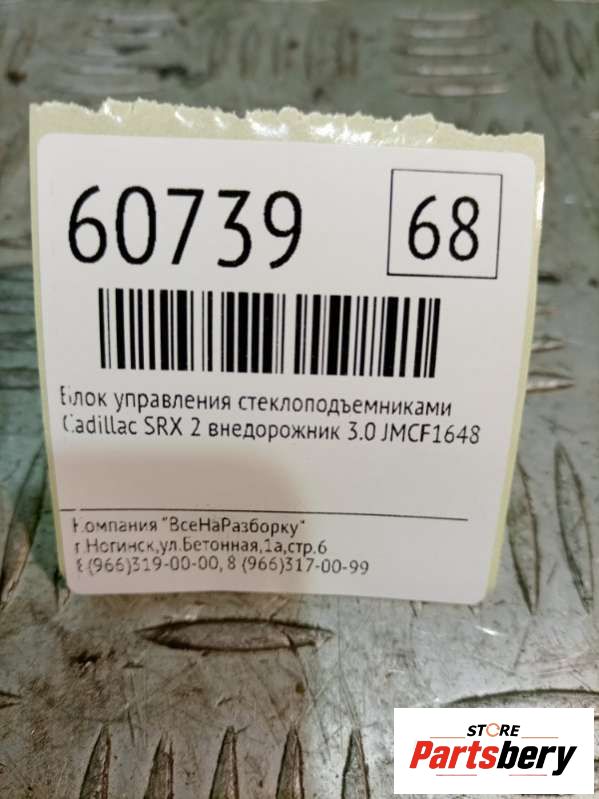 60739
68
Блок управления стеклоподъемниками
Cadillac SRX 2 внедорожник 3.0 JMCF1648
Компания "ВсеНаРазборку"
г.Ногинск,ул.Бетонная,1а,стр.6
8 (966)319-00-00, 8 (966)317-00-99
STORE
Partsbery